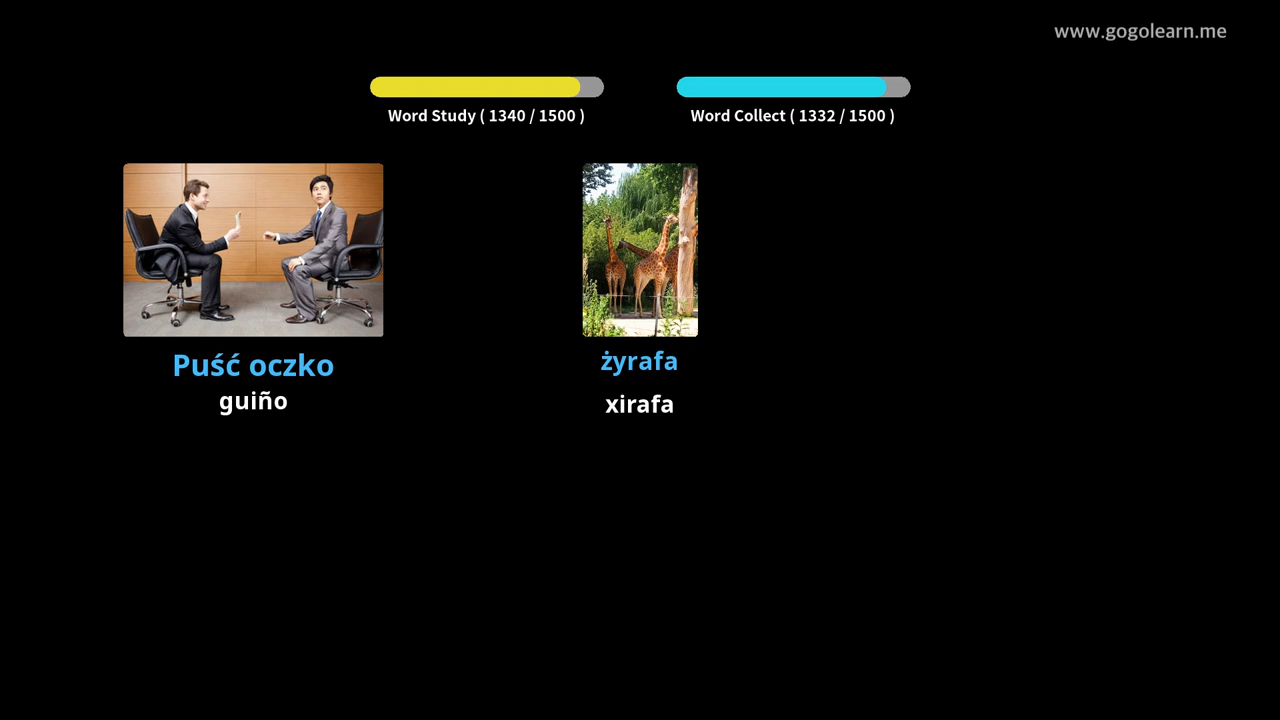 www.gogolearn.me
Word Study ( 1340 / 1500 )
Word Collect ( 1332 / 1500 )
Puść oczko
guiño
żyrafa
xirafa